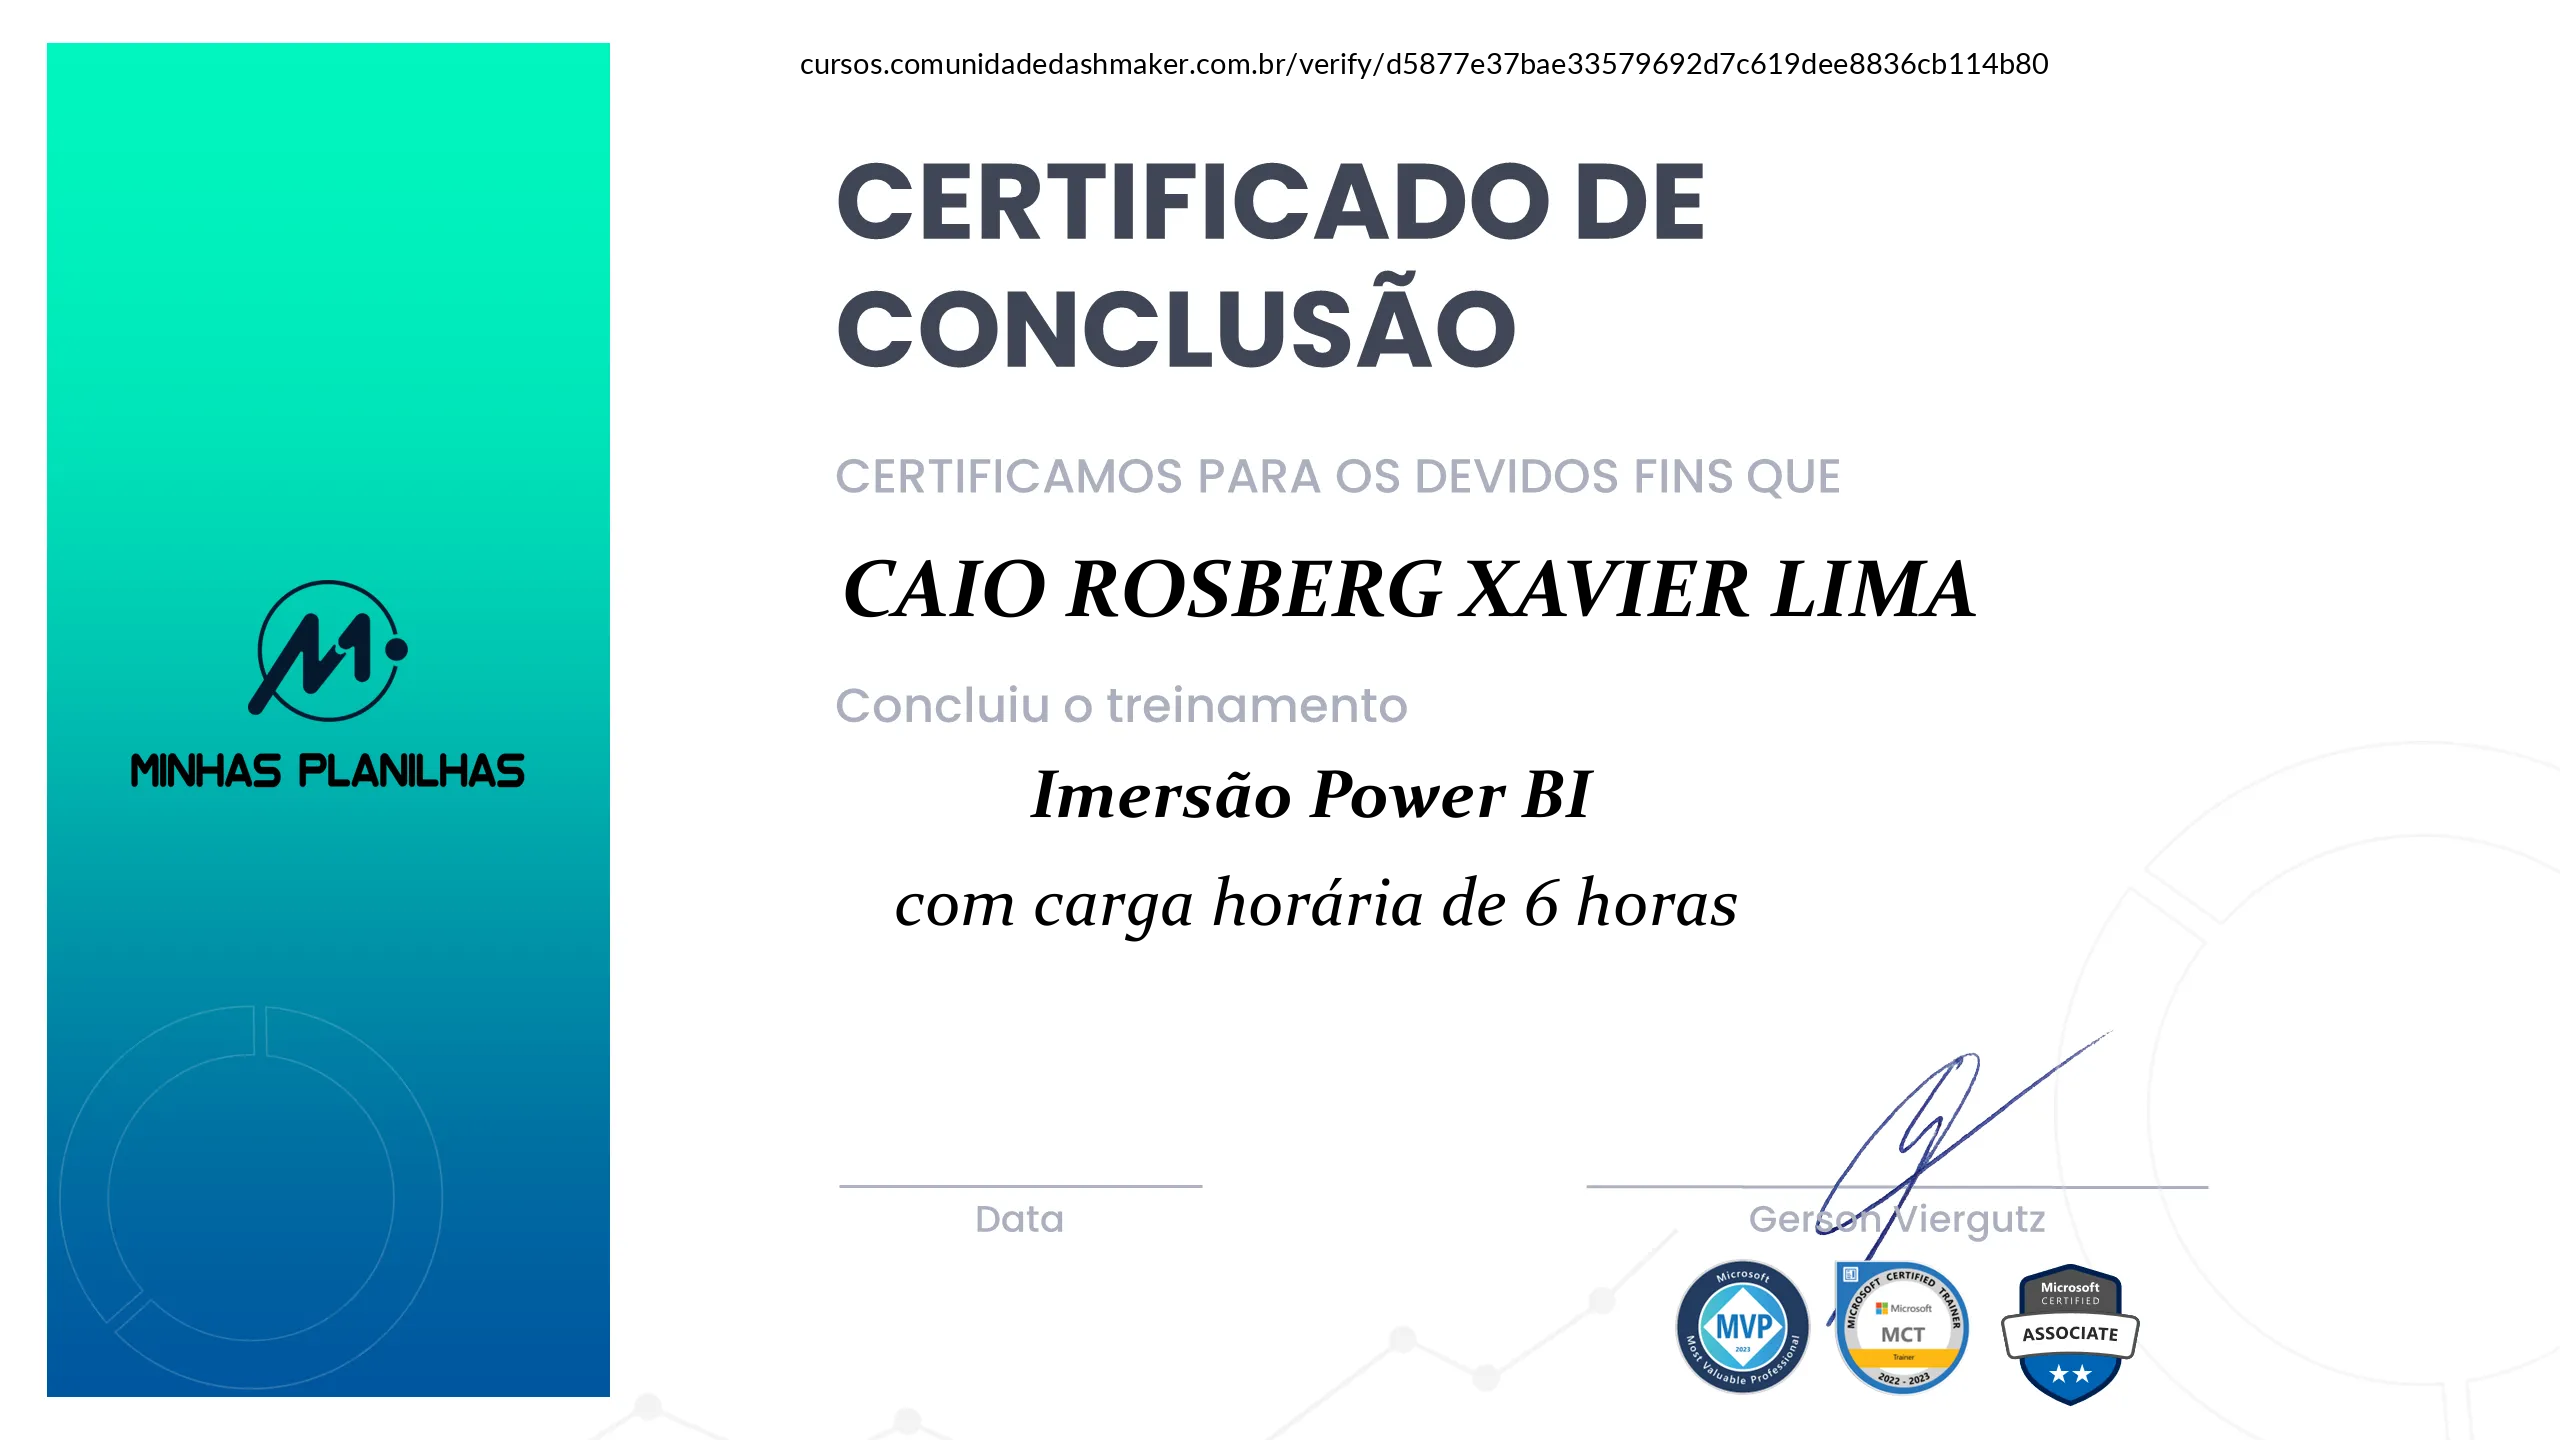 cursos.comunidadedashmaker.com.br/verify/d5877e37bae33579692d7c619dee8836cb114b80
CERTIFICADO DE
CONCLUSÃO
CERTIFICAMOS PARA OS DEVIDOS FINS QUE
CAIO ROSBERG XAVIER LIMA
Concluiu o treinamento
Imersão Power BI
com carga horária de 6 horas
MINHAS PLANILHAS
Data
Gerson Viergutz
Microsoft
MVP
2023
Most Valuable Professional
MICROSOFT CERTIFIED TRAINER
Microsoft
MCT
Trainer
2022 - 2023
Microsoft
CERTIFIED
ASSOCIATE